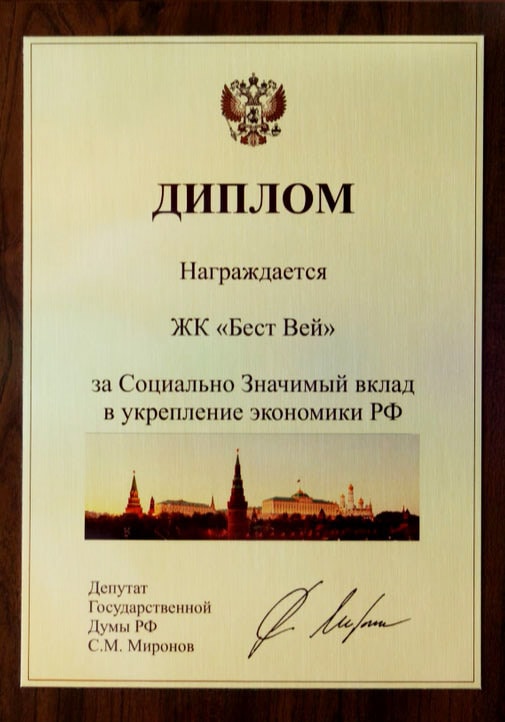 ДИПЛОМ
Награждается
ЖК «Бест Вей»
за Социально Значимый вклад
в укрепление экономики РФ
Депутат
Государственной
Думы РФ
С.М. Миронов